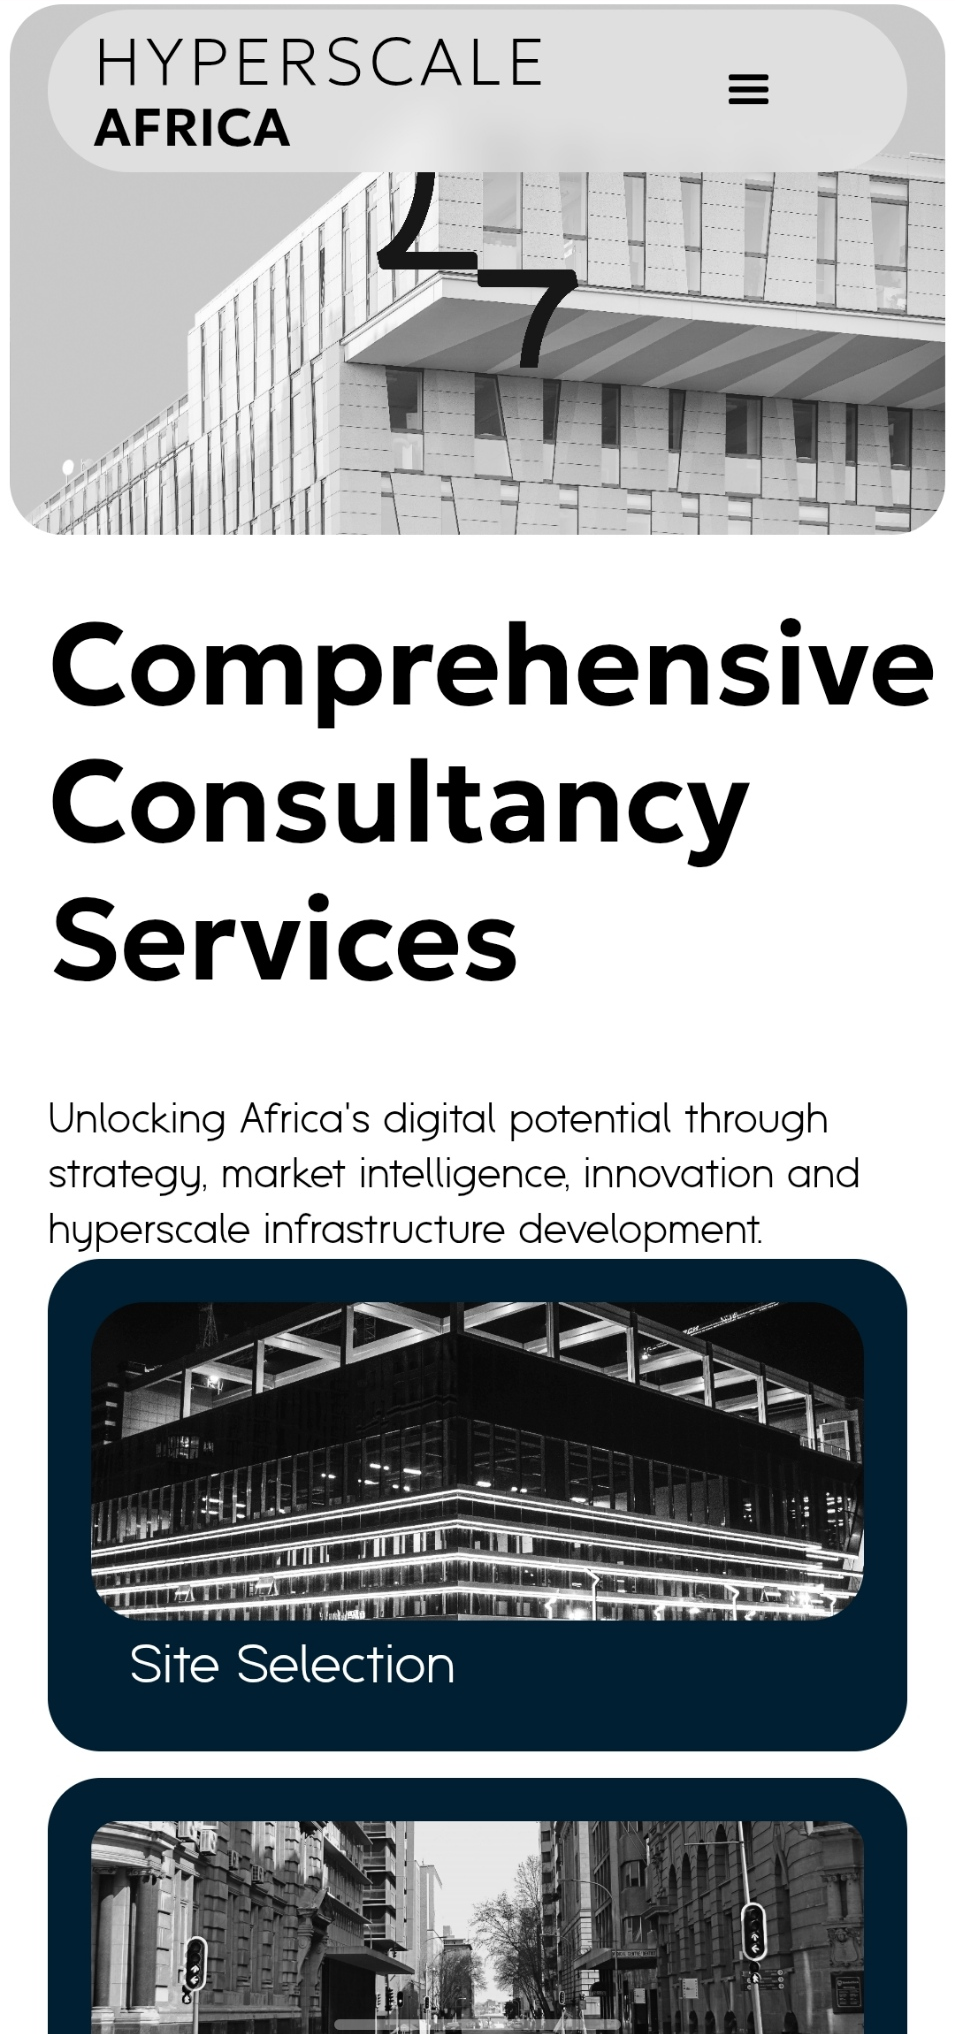 HYPERSCALE
AFRICA
27
Comprehensive
Consultancy
Services
Unlocking Africa's digital potential through
strategy, market intelligence, innovation and
hyperscale infrastructure development.
Site Selection